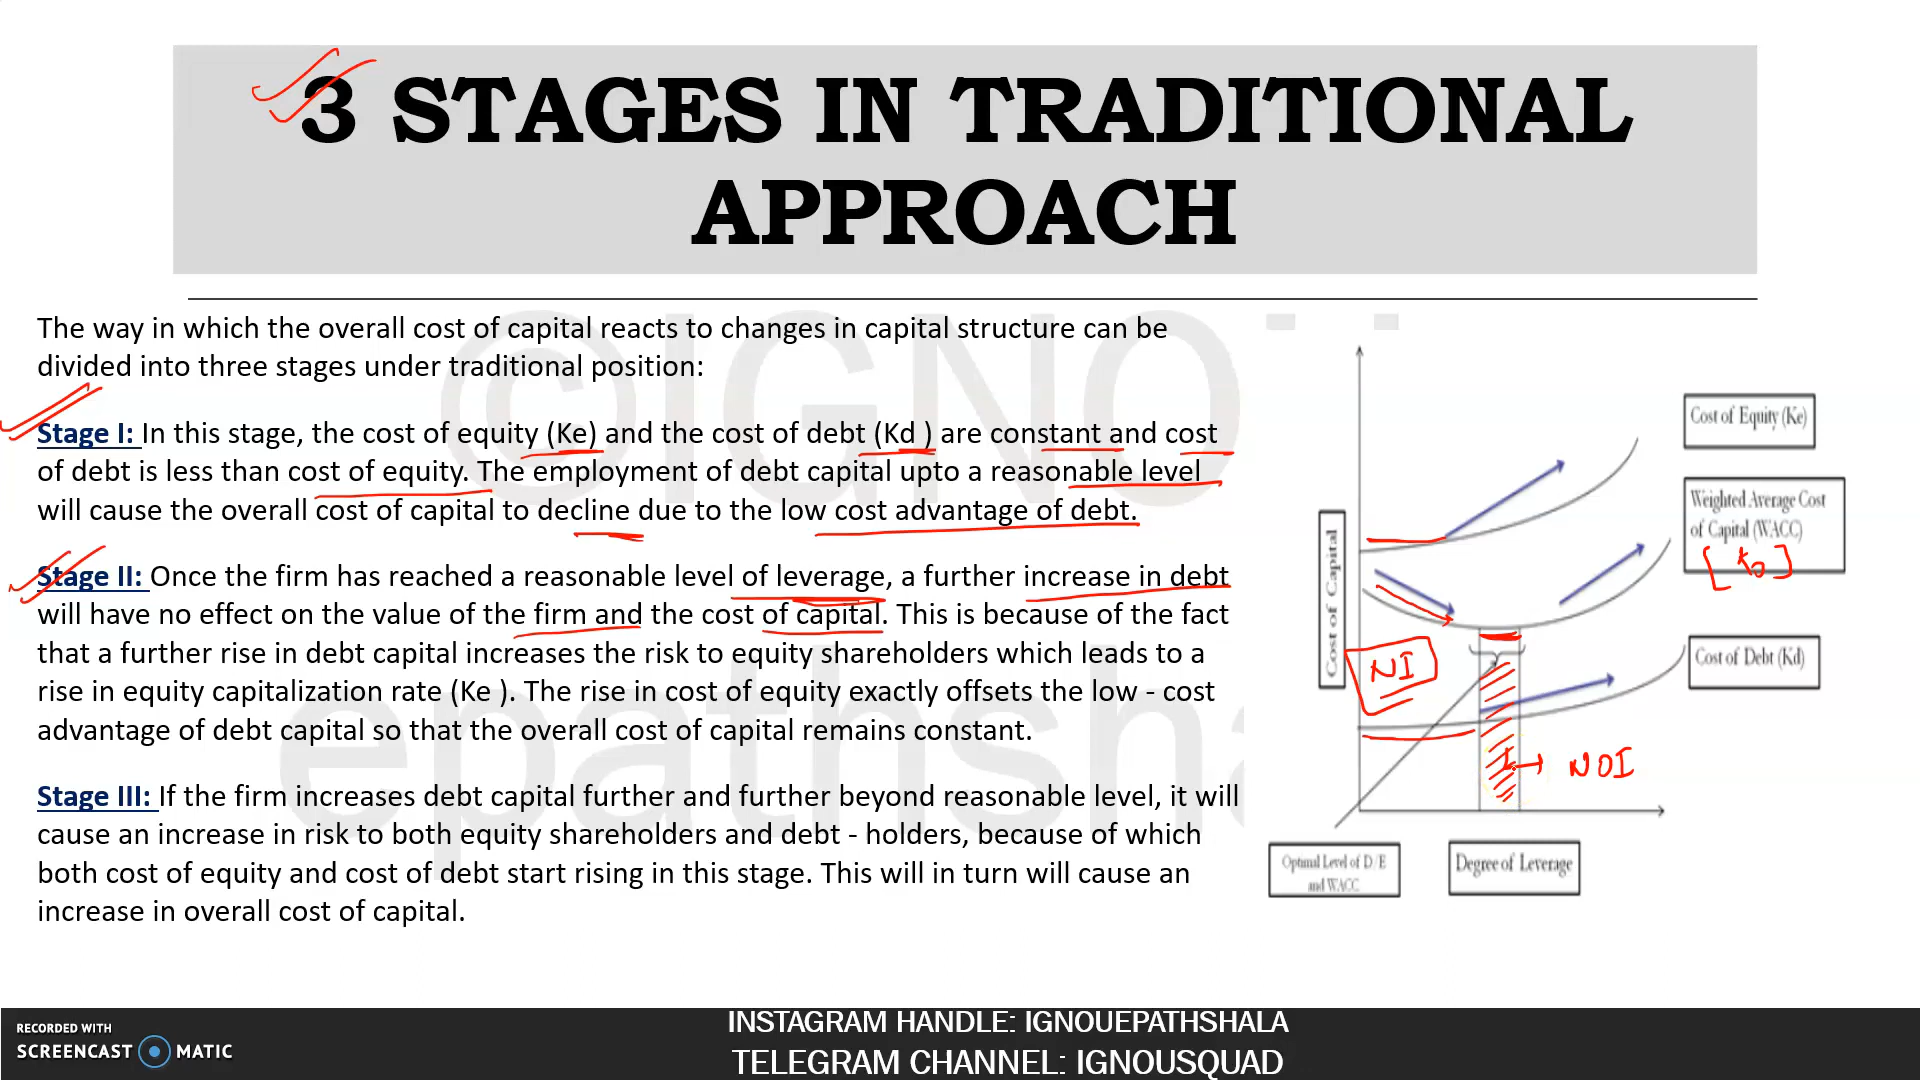 3 STAGES IN TRADITIONAL
APPROACH
The way in which the overall cost of capital reacts to changes in capital structure can be
divided into three stages under traditional position:
Stage I: In this stage, the cost of equity (Ke) and the cost of debt (Kd ) are constant and cost
of debt is less than cost of equity. The employment of debt capital upto a reasonable level
will cause the overall cost of capital to decline due to the low cost advantage of debt.
Stage II: Once the firm has reached a reasonable level of leverage, a further increase in debt
will have no effect on the value of the firm and the cost of capital. This is because of the fact
that a further rise in debt capital increases the risk to equity shareholders which leads to a
rise in equity capitalization rate (Ke ). The rise in cost of equity exactly offsets the low - cost
advantage of debt capital so that the overall cost of capital remains constant.
Stage III: If the firm increases debt capital further and further beyond reasonable level, it will
cause an increase in risk to both equity shareholders and debt - holders, because of which
both cost of equity and cost of debt start rising in this stage. This will in turn will cause an
increase in overall cost of capital.
Cost of Equity (Ke)
Weighted Average Cost
of Capital (WACC)
Cost of Capital
NI
Cost of Debt (Kd)
NOI
Optimal Level of D/E
and WACC
Degree of Leverage
©IGNOU
epathsha
RECORDED WITH
SCREENCAST MATIC
INSTAGRAM HANDLE: IGNOUEPATHSHALA
TELEGRAM CHANNEL: IGNOUSQUAD